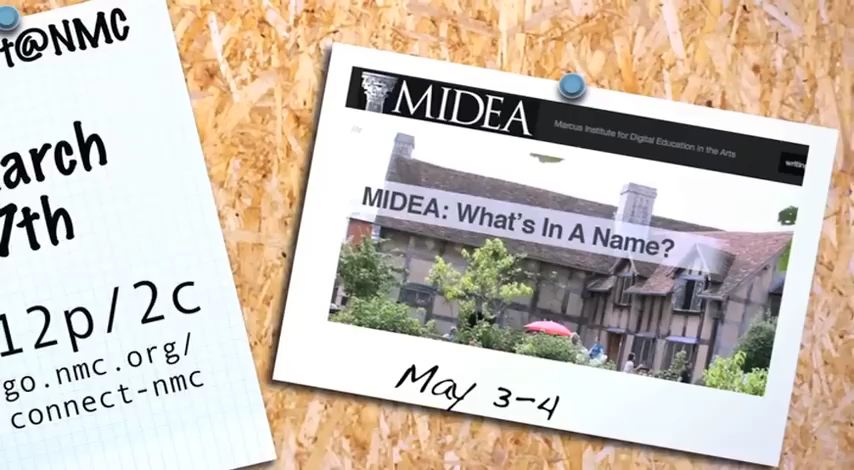 t@NMC
arch
7th
12p/2c
go.nmc.org/
connect-nmc
MIDEA
Marcus Institute for Digital Education in the Arts
writing
MIDEA: What's In A Name?
May 3-4